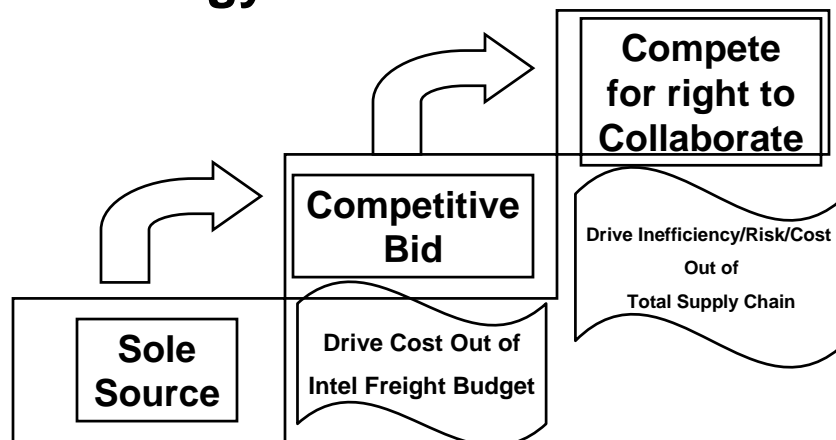 Compete
for right to
Collaborate
Competitive
Bid
Drive Inefficiency/Risk/Cost
Out of
Total Supply Chain
Sole
Source
Drive Cost Out of
Intel Freight Budget